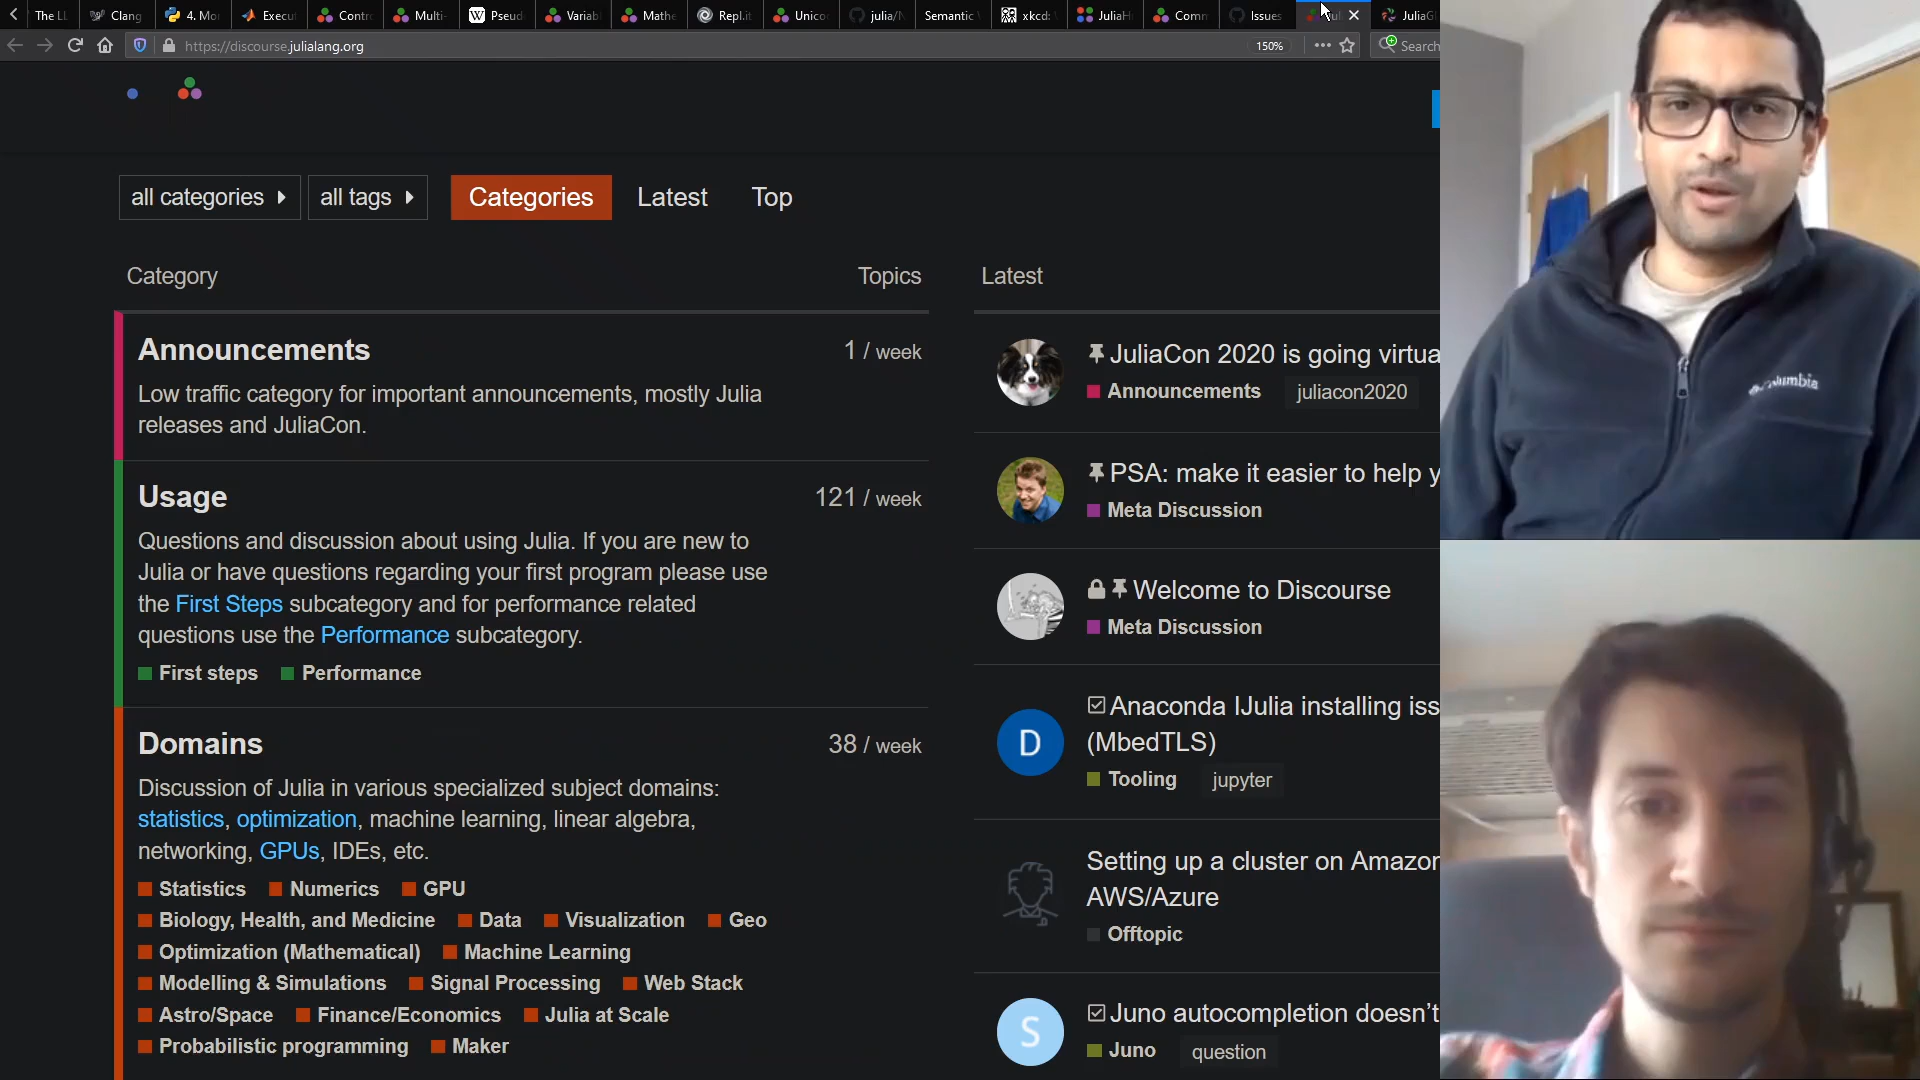 The LL
Clang
4. Mo
Execu
Contr
Multi-
Pseud
Variab
Mathe
Repl.it
Unico
julia/N
Semantic
xkcd:
JuliaH
Comm
Issues
JuliaG
https://discourse.julialang.org
150%
Search
all categories
all tags
Categories
Latest
Top
Category
Topics
Latest
Announcements
1 / week
Low traffic category for important announcements, mostly Julia
releases and JuliaCon.
Usage
121 / week
Questions and discussion about using Julia. If you are new to
Julia or have questions regarding your first program please use
the First Steps subcategory and for performance related
questions use the Performance subcategory.
First steps
Performance
Domains
38 / week
Discussion of Julia in various specialized subject domains:
statistics, optimization, machine learning, linear algebra,
networking, GPUs, IDEs, etc.
Statistics
Numerics
GPU
Biology, Health, and Medicine
Data
Visualization
Geo
Optimization (Mathematical)
Machine Learning
Modelling & Simulations
Signal Processing
Web Stack
Astro/Space
Finance/Economics
Julia at Scale
Probabilistic programming
Maker
JuliaCon 2020 is going virtua
Announcements
juliacon2020
PSA: make it easier to help y
Meta Discussion
Welcome to Discourse
Meta Discussion
D
Anaconda IJulia installing iss
(MbedTLS)
Tooling
jupyter
Setting up a cluster on Amazon
AWS/Azure
Offtopic
S
Juno autocompletion doesn't
Juno
question
Columbia